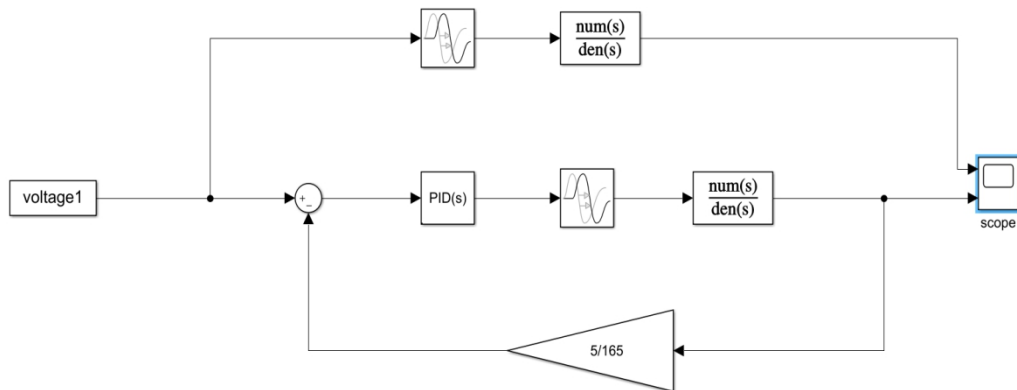 num(s)
den(s)
voltage1
+
−
PID(s)
num(s)
den(s)
scope
5/165